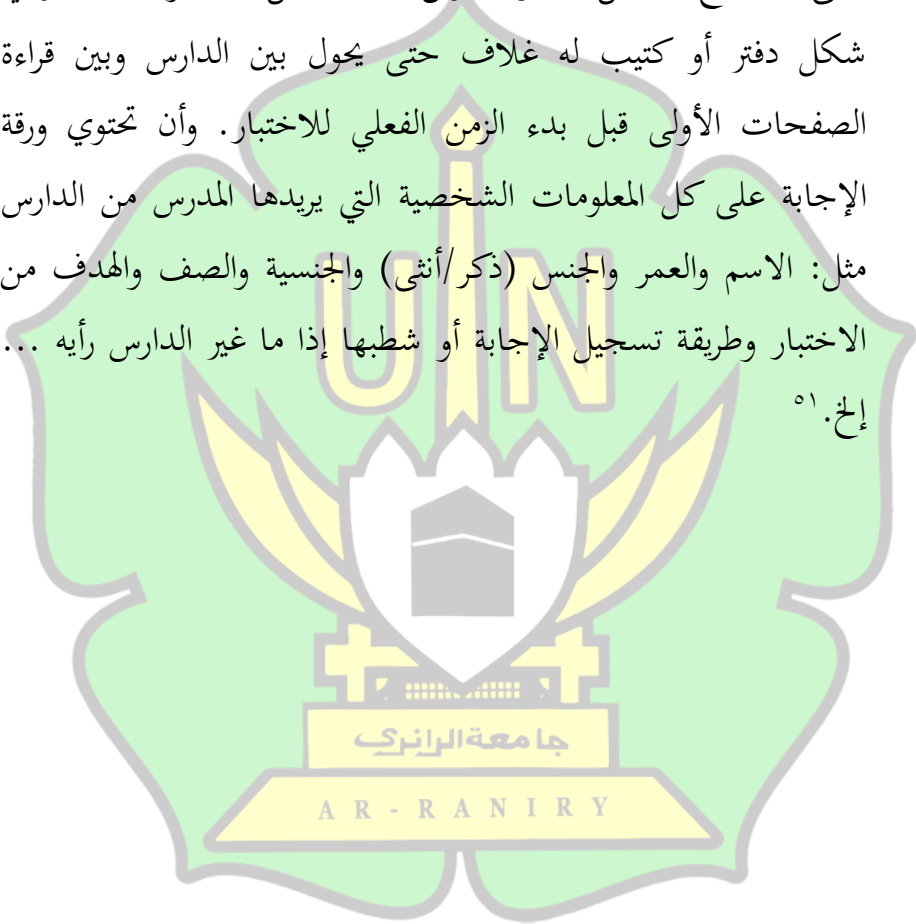 شكل دفتر أو كتيب له غلاف حتى يحول بين الدارس وبين قراءة
الصفحات الأولى قبل بدء الزمن الفعلي للاختبار. وأن تحتوي ورقة
الإجابة على كل المعلومات الشخصية التي يريدها المدرس من الدارس
مثل: الاسم والعمر والجنس (ذكر/أنثى) والجنسية والصف والهدف من
الاختبار وطريقة تسجيل الإجابة أو شطبها إذا ما غير الدارس رأيه ...
إلخ.٥١
UIN
جامعة الرانري
AR-RANIRY